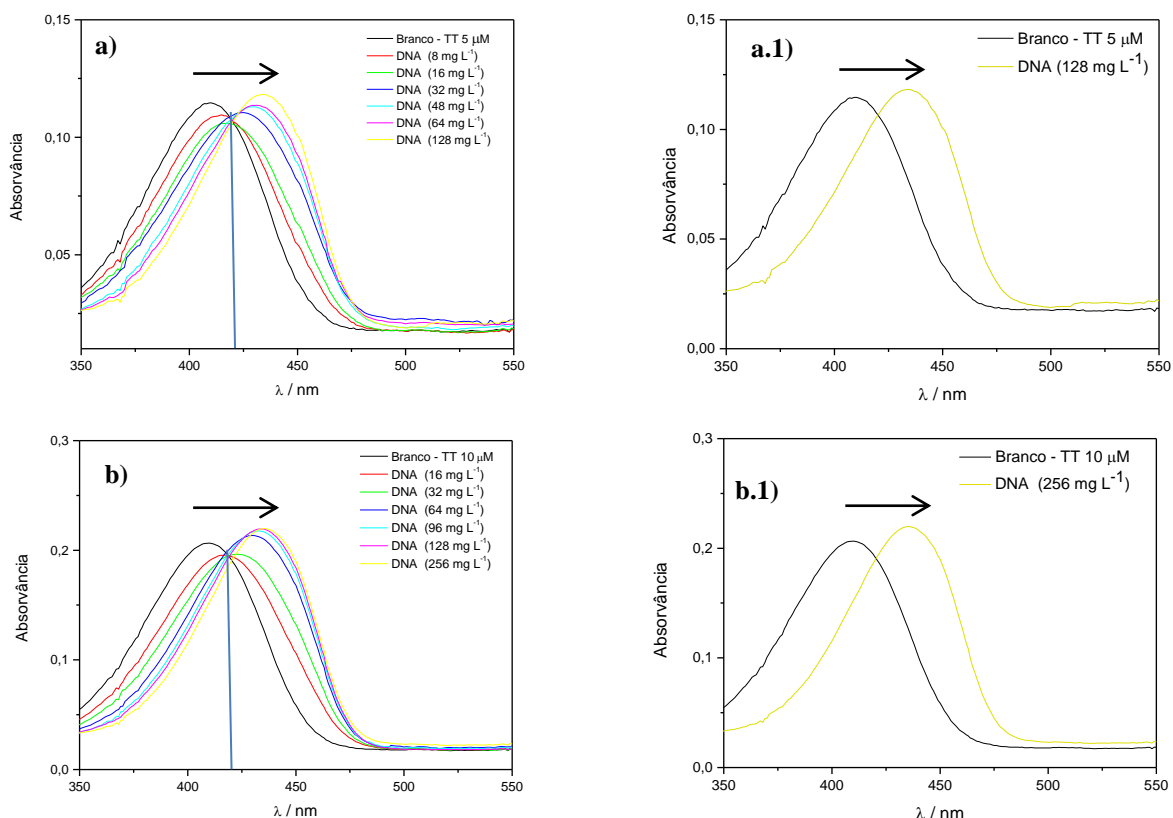 a)
0,15
0,10
0,05
Absorvância
Branco - TT 5 μM
DNA (8 mg L⁻¹)
DNA (16 mg L⁻¹)
DNA (32 mg L⁻¹)
DNA (48 mg L⁻¹)
DNA (64 mg L⁻¹)
DNA (128 mg L⁻¹)
350 400 450 500 550
λ / nm
a.1)
0,15
0,10
0,05
0,00
Absorvância
Branco - TT 5 μM
DNA (128 mg L⁻¹)
350 400 450 500 550
λ / nm
b)
0,3
0,2
0,1
0,0
Absorvância
Branco - TT 10 μM
DNA (16 mg L⁻¹)
DNA (32 mg L⁻¹)
DNA (64 mg L⁻¹)
DNA (96 mg L⁻¹)
DNA (128 mg L⁻¹)
DNA (256 mg L⁻¹)
350 400 450 500 550
λ / nm
b.1)
0,3
0,2
0,1
0,0
Absorvância
Branco - TT 10 μM
DNA (256 mg L⁻¹)
350 400 450 500 550
λ / nm